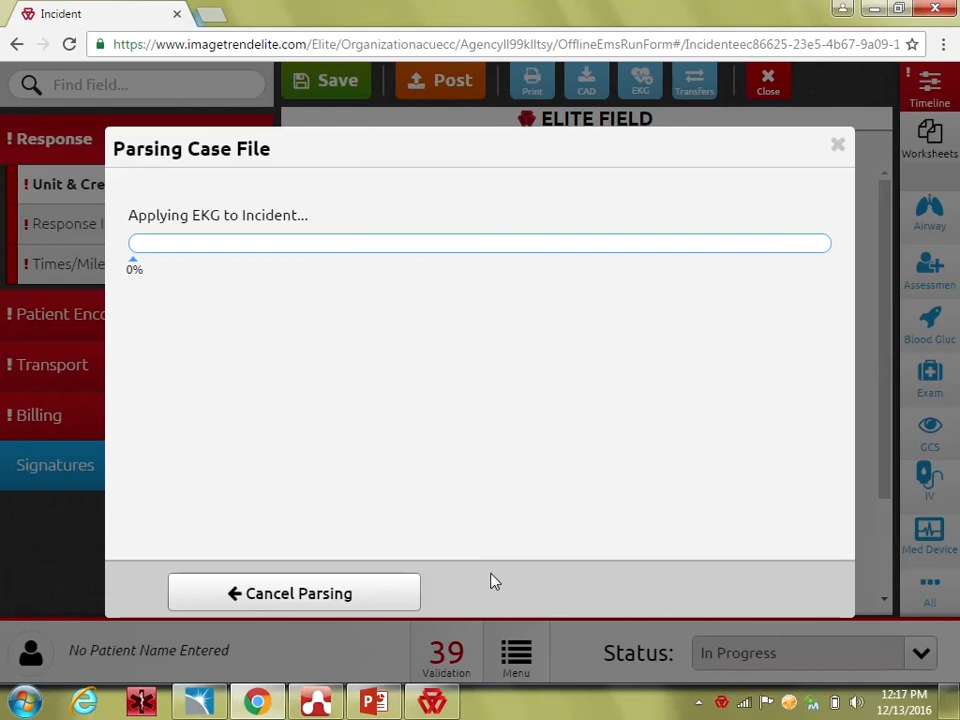 Incident
https://www.imagetrendelite.com/Elite/Organizationacuecc/Agencyll99klltsy/OfflineEmsRunForm#/Incidenteec86625-23e5-4b67-9a09-1
Find field...
Save
Post
Print
CAD
EKG
Transfers
Close
! Timeline
ELITE FIELD
! Response
! Unit & Cre
! Response I
! Times/Mile
! Patient Enco
! Transport
! Billing
Signatures
Parsing Case File
Applying EKG to Incident...
0%
Cancel Parsing
Worksheets
Airway
Assessmen
Blood Gluc
Exam
GCS
IV
Med Device
All
No Patient Name Entered
39
Validation
Menu
Status:
In Progress
12:17 PM
12/13/2016